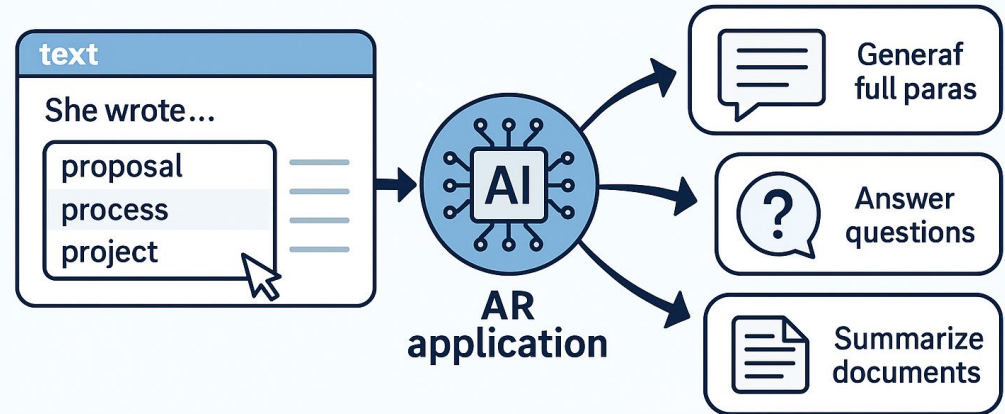 text
She wrote...
proposal
process
project
AI
AR
application
Generaf
full paras
Answer
questions
Summarize
documents